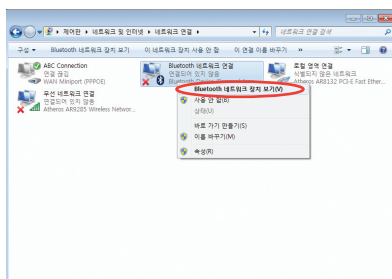 ▸ 제어판 ▸ 네트워크 및 인터넷 ▸ 네트워크 연결 ▸
네트워크 연결 검색
구성 ▾ Bluetooth 네트워크 장치 보기 이 네트워크 장치 사용 안 함 이 연결 이름 바꾸기 »
ABC Connection
연결 끊김
WAN Miniport (PPPOE)
Bluetooth 네트워크 연결
연결되어 있지 않음
로컬 영역 연결
식별되지 않은 네트워크
Atheros AR8132 PCI-E Fast Ether...
무선 네트워크 연결
연결되어 있지 않음
Atheros AR9285 Wireless Networ...
Bluetooth 네트워크 장치 보기(V)
사용 안 함(B)
상태(U)
바로 가기 만들기(S)
이름 바꾸기(M)
속성(R)